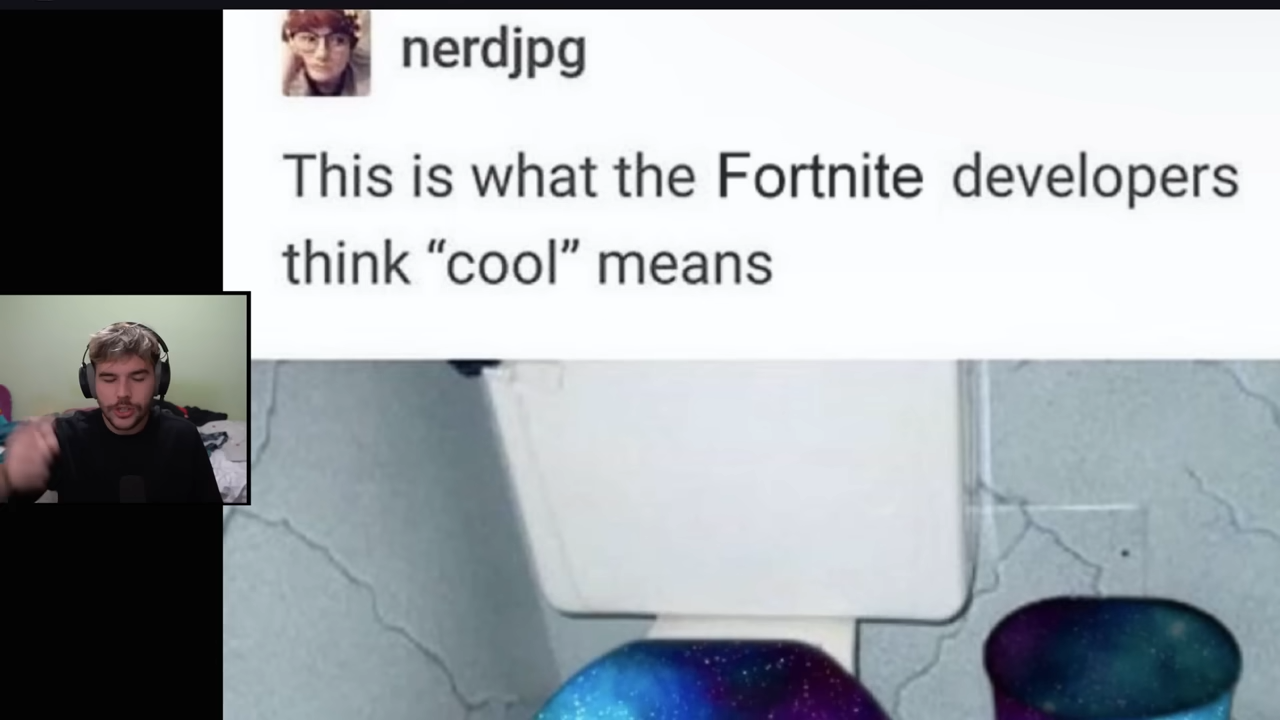 nerdjpg
This is what the Fortnite developers
think “cool” means